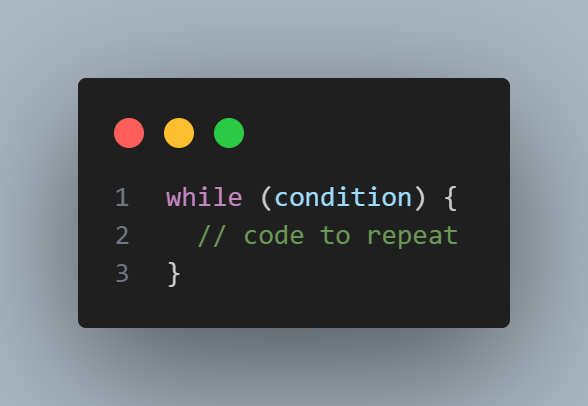 1 while (condition) {
2   // code to repeat
3 }